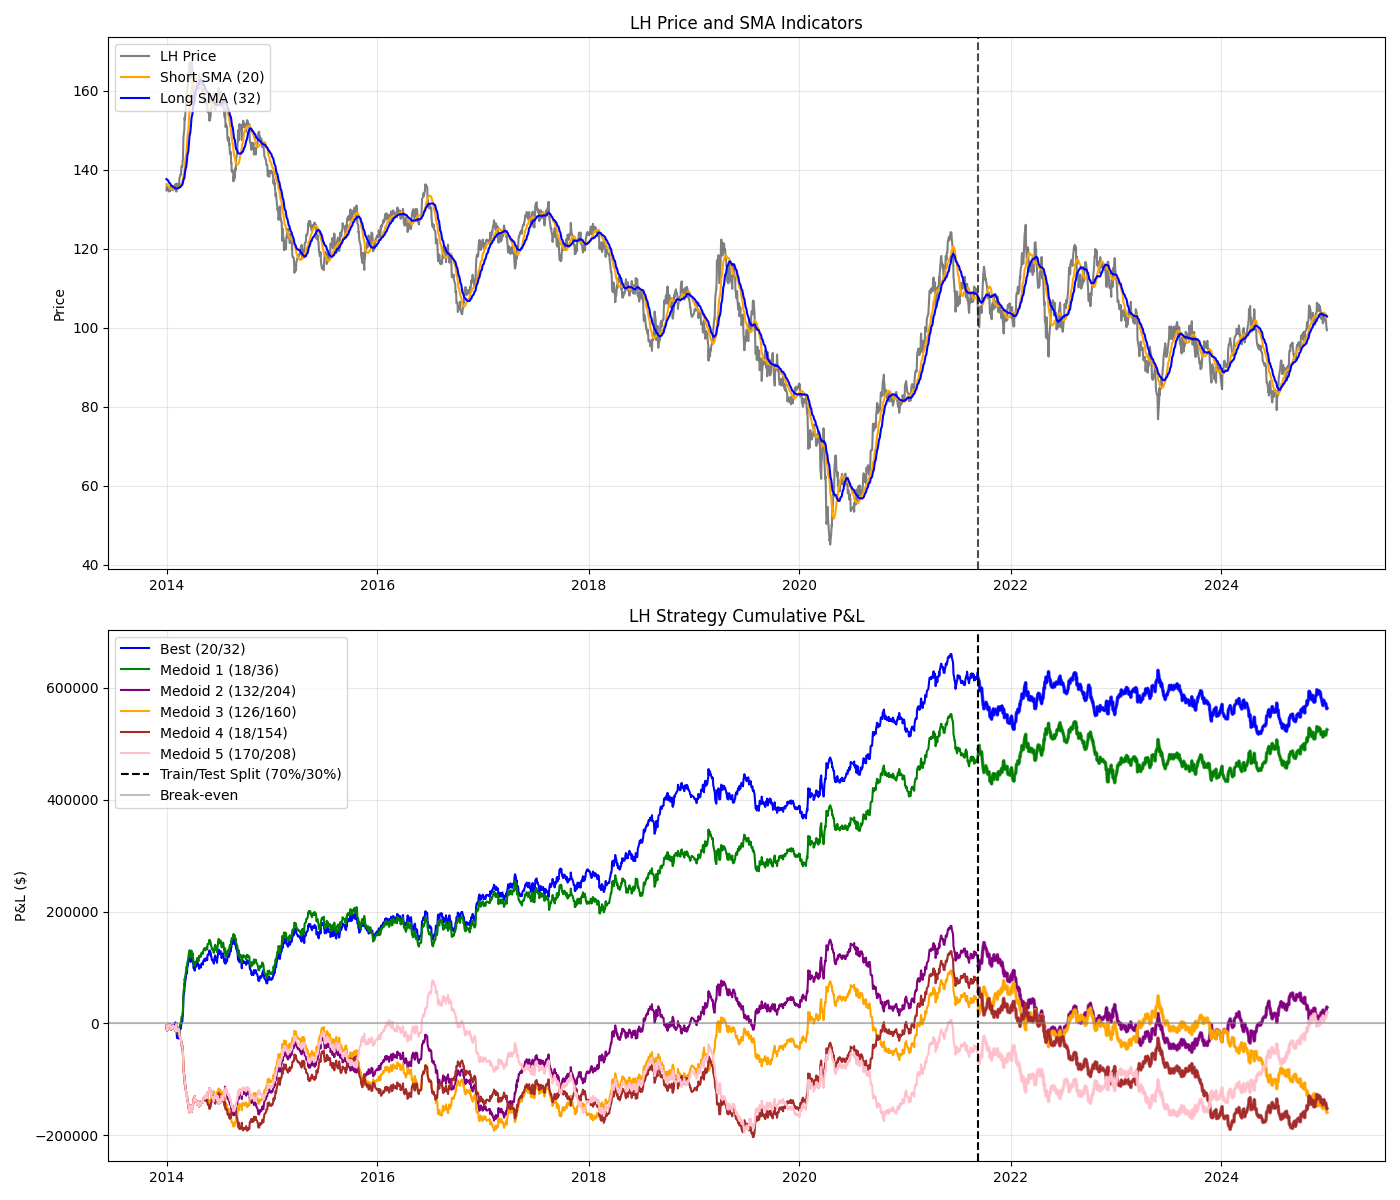 LH Price and SMA Indicators
LH Price
Short SMA (20)
Long SMA (32)
Price
160
140
120
100
80
60
40
2014
2016
2018
2020
2022
2024
LH Strategy Cumulative P&L
Best (20/32)
Medoid 1 (18/36)
Medoid 2 (132/204)
Medoid 3 (126/160)
Medoid 4 (18/154)
Medoid 5 (170/208)
Train/Test Split (70%/30%)
Break-even
P&L ($)
600000
400000
200000
0
−200000
2014
2016
2018
2020
2022
2024